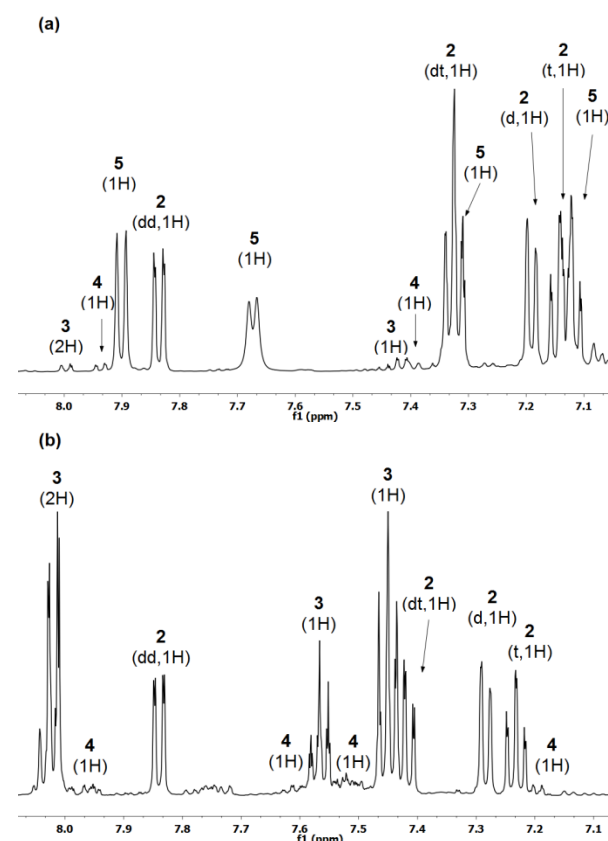 (a)
2
(dt,1H)
2
(t,1H)
2
(d,1H)
5
(1H)
5
(1H)
5
(1H)
2
(dd,1H)
5
(1H)
4
(1H)
3
(2H)
4
(1H)
3
(1H)
8.0 7.9 7.8 7.7 7.6 7.5 7.4 7.3 7.2 7.1
f1 (ppm)
(b)
3
(2H)
3
(1H)
2
(dt,1H)
3
(1H)
2
(dd,1H)
2
(d,1H)
2
(t,1H)
4
(1H)
4
(1H)
4
(1H)
4
(1H)
8.0 7.9 7.8 7.7 7.6 7.5 7.4 7.3 7.2 7.1
f1 (ppm)